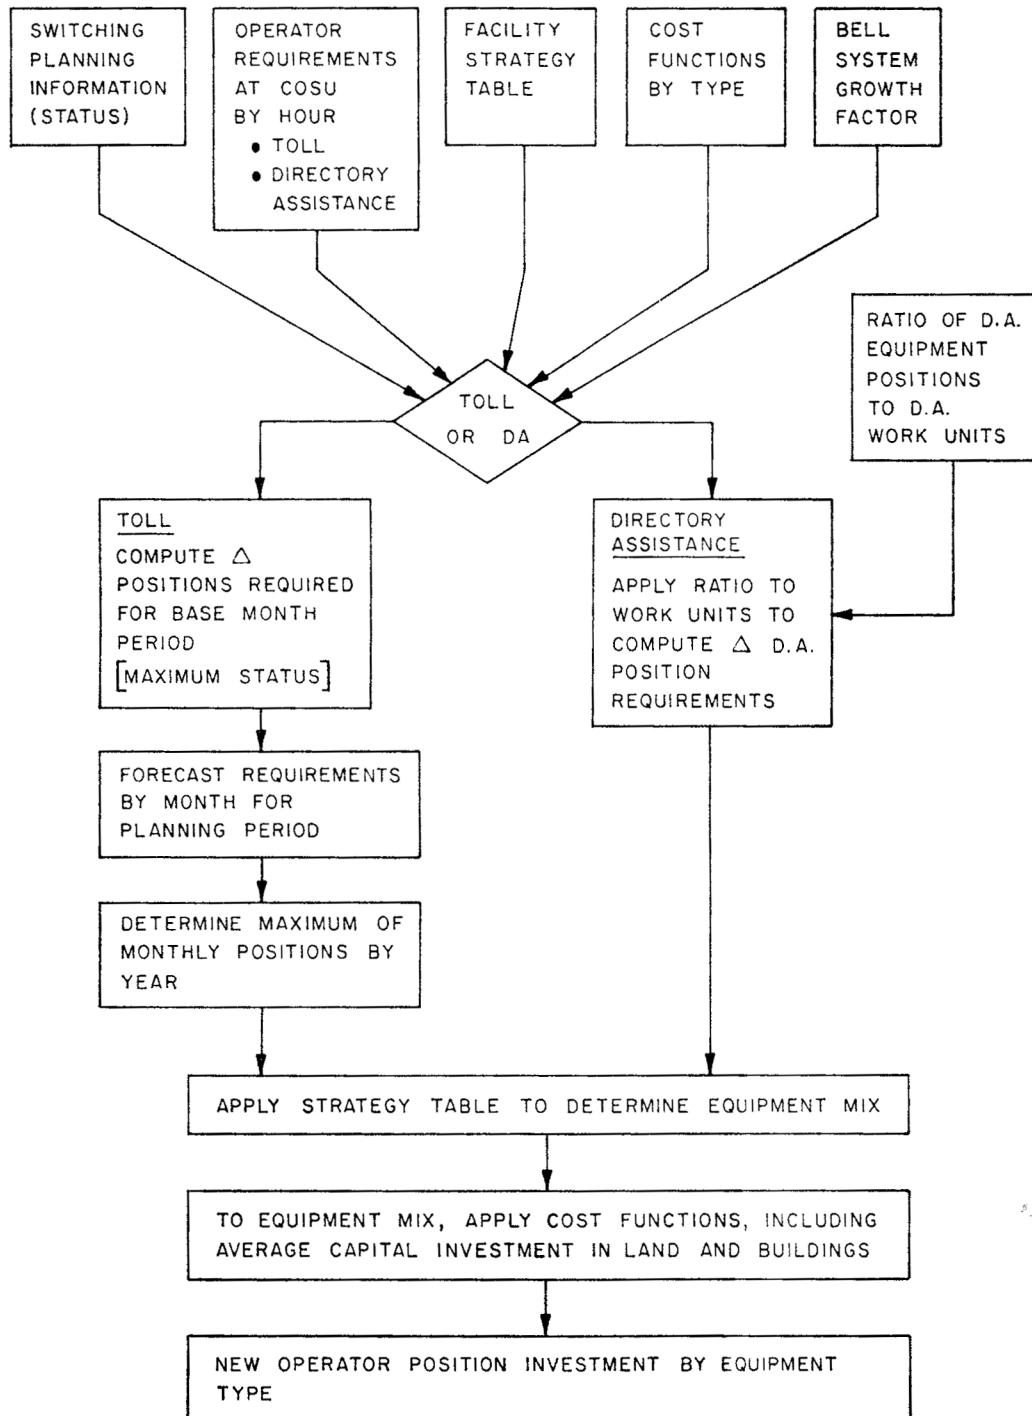 SWITCHING
PLANNING
INFORMATION
(STATUS)
OPERATOR
REQUIREMENTS
AT COSU
BY HOUR
• TOLL
• DIRECTORY
ASSISTANCE
FACILITY
STRATEGY
TABLE
COST
FUNCTIONS
BY TYPE
BELL
SYSTEM
GROWTH
FACTOR
RATIO OF D.A.
EQUIPMENT
POSITIONS
TO D.A.
WORK UNITS
TOLL
OR DA
TOLL
COMPUTE △
POSITIONS REQUIRED
FOR BASE MONTH
PERIOD
[MAXIMUM STATUS]
DIRECTORY
ASSISTANCE
APPLY RATIO TO
WORK UNITS TO
COMPUTE △ D.A.
POSITION
REQUIREMENTS
FORECAST REQUIREMENTS
BY MONTH FOR
PLANNING PERIOD
DETERMINE MAXIMUM OF
MONTHLY POSITIONS BY
YEAR
APPLY STRATEGY TABLE TO DETERMINE EQUIPMENT MIX
TO EQUIPMENT MIX, APPLY COST FUNCTIONS, INCLUDING
AVERAGE CAPITAL INVESTMENT IN LAND AND BUILDINGS
NEW OPERATOR POSITION INVESTMENT BY EQUIPMENT
TYPE